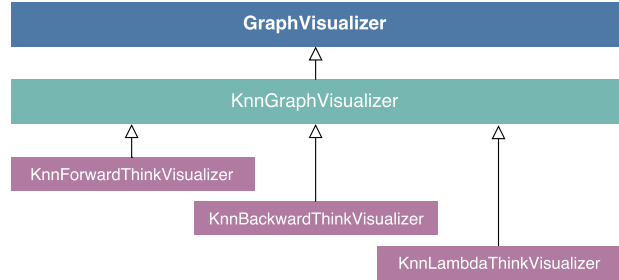 GraphVisualizer
KnnGraphVisualizer
KnnForwardThinkVisualizer
KnnBackwardThinkVisualizer
KnnLambdaThinkVisualizer